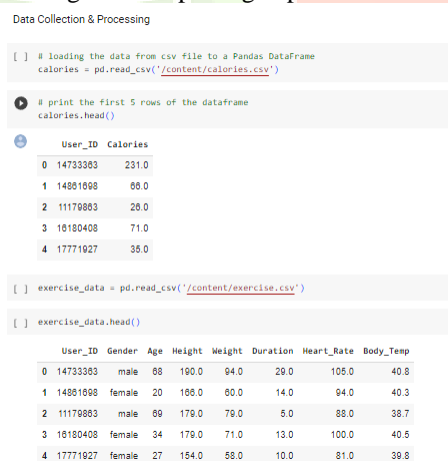 Data Collection & Processing
[ ] # loading the data from csv file to a Pandas DataFrame
calories = pd.read_csv('/content/calories.csv')
# print the first 5 rows of the dataframe
calories.head()
User_ID Calories
0 14733363 231.0
1 14861698 66.0
2 11179863 26.0
3 16180408 71.0
4 17771927 35.0
[ ] exercise_data = pd.read_csv('/content/exercise.csv')
[ ] exercise_data.head()
User_ID Gender Age Height Weight Duration Heart_Rate Body_Temp
0 14733363 male 68 190.0 94.0 29.0 105.0 40.8
1 14861698 female 20 166.0 60.0 14.0 94.0 40.3
2 11179863 male 69 179.0 79.0 5.0 88.0 38.7
3 16180408 female 34 179.0 71.0 13.0 100.0 40.5
4 17771927 female 27 154.0 58.0 10.0 81.0 39.8